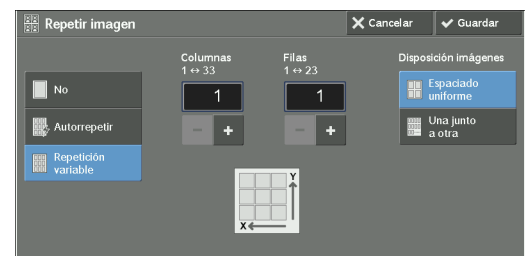 Repetir imagen
Cancelar
Guardar
Columnas
1 ↔ 33
Filas
1 ↔ 23
Disposición imágenes
No
Autorrepetir
Repetición
variable
1
1
− +
− +
Espaciado
uniforme
Una junto
a otra
Y
X